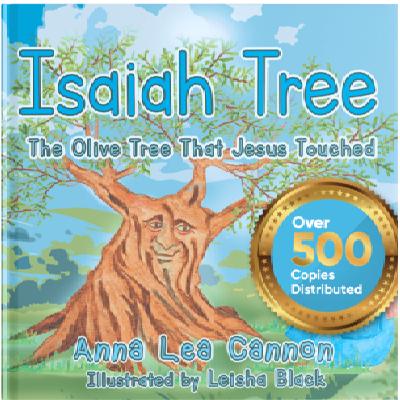 Isaiah Tree
The Olive Tree That Jesus Touched
Over
500
Copies
Distributed
Anna Lea Cannon
Illustrated by Leisha Black